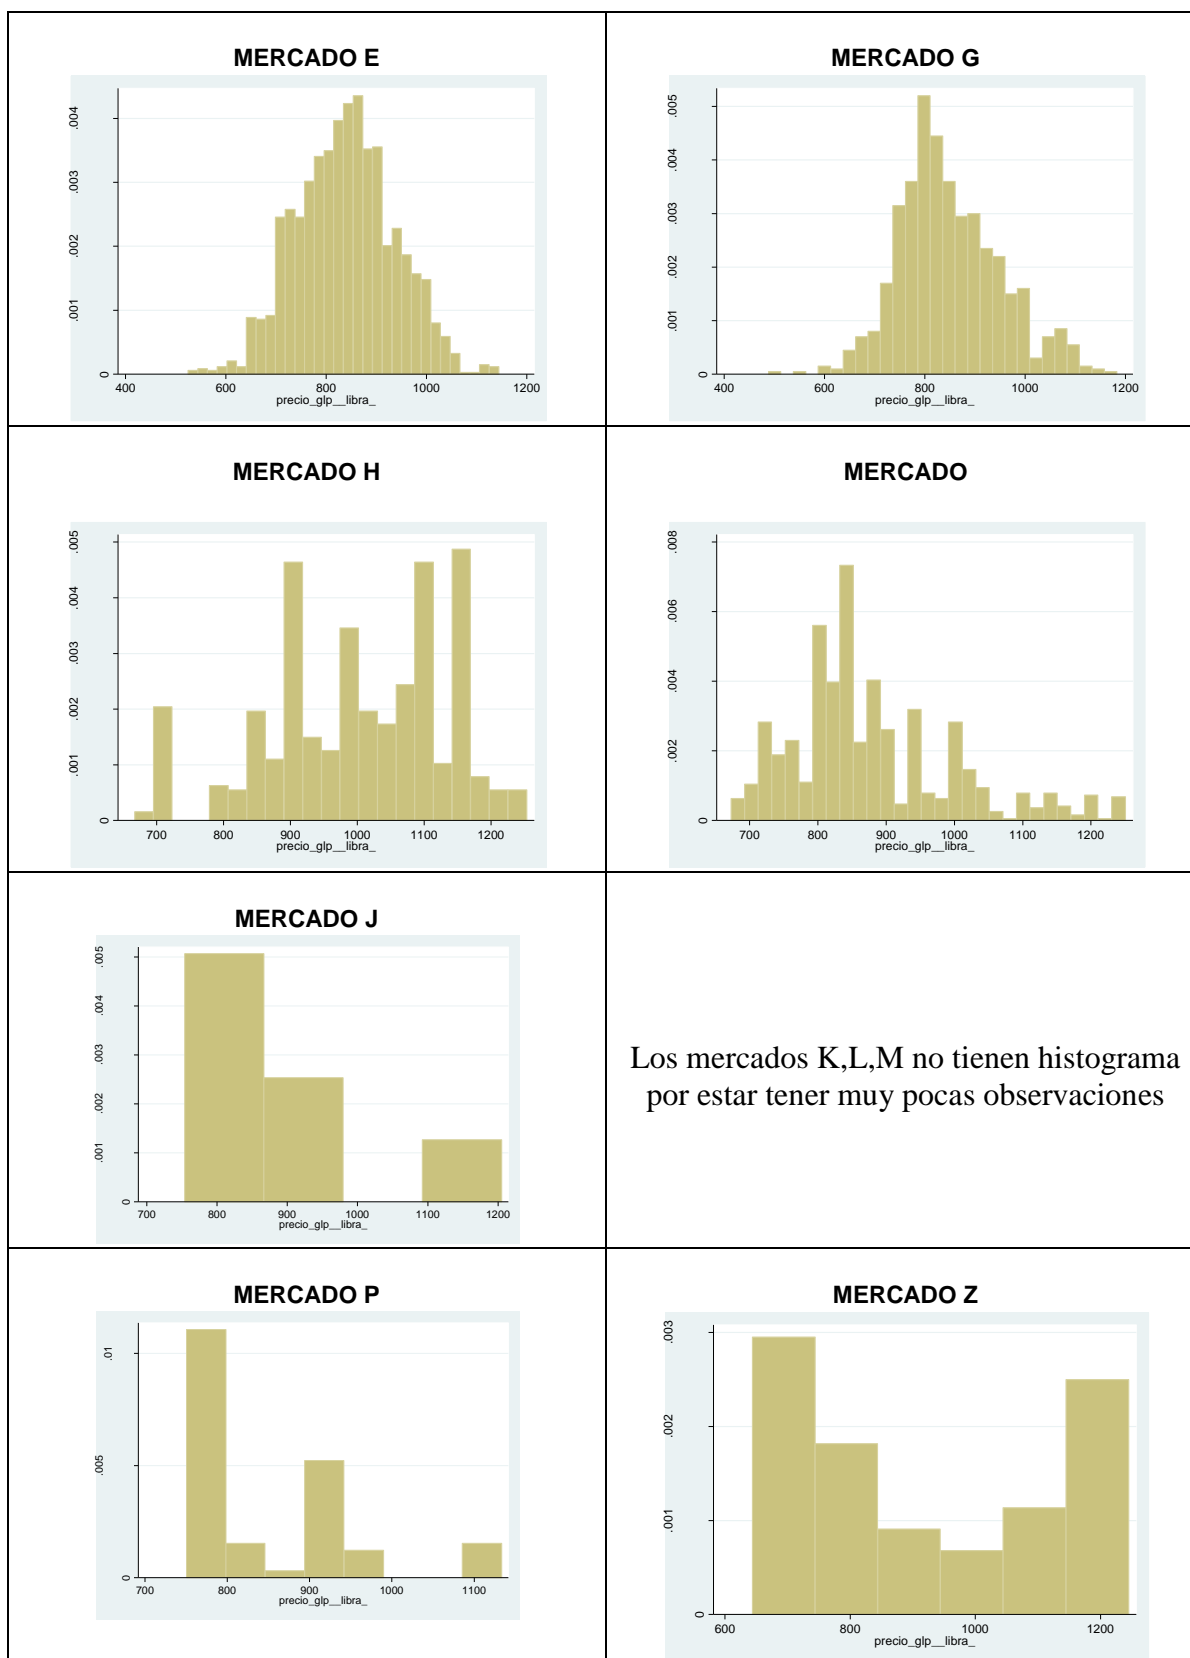 MERCADO E
.004
.003
.002
.001
0
400 600 800 1000 1200
precio_glp__libra_
MERCADO G
.005
.004
.003
.002
.001
0
400 600 800 1000 1200
precio_glp__libra_
MERCADO H
.005
.004
.003
.002
.001
0
700 800 900 1000 1100 1200
precio_glp__libra_
MERCADO
.008
.006
.004
.002
0
700 800 900 1000 1100 1200
precio_glp__libra_
MERCADO J
.005
.004
.003
.002
.001
0
700 800 900 1000 1100 1200
precio_glp__libra_
Los mercados K,L,M no tienen histograma
por estar tener muy pocas observaciones
MERCADO P
.01
.005
0
700 800 900 1000 1100
precio_glp__libra_
MERCADO Z
.003
.002
.001
0
600 800 1000 1200
precio_glp__libra_